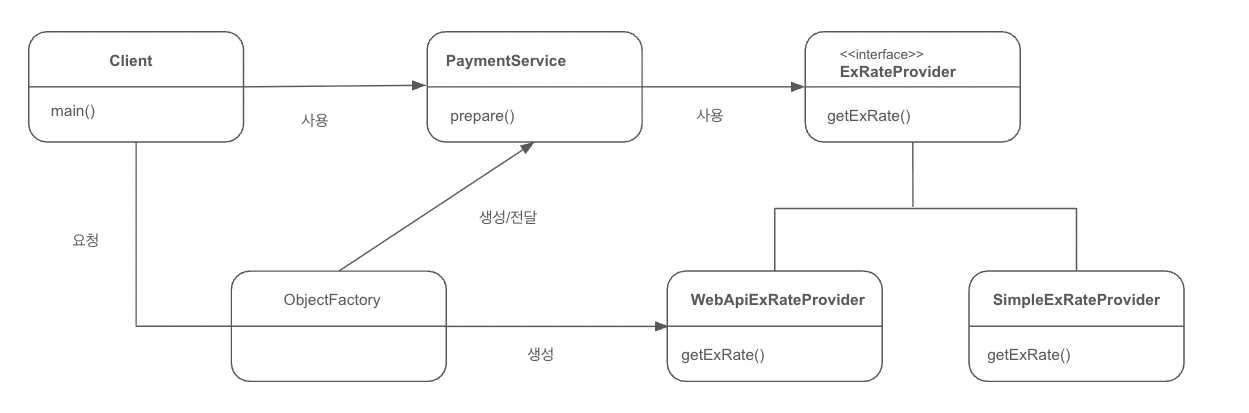 Client
main()
사용
PaymentService
prepare()
사용
<<interface>>
ExRateProvider
getExRate()
요청
생성/전달
ObjectFactory
생성
WebApiExRateProvider
getExRate()
SimpleExRateProvider
getExRate()